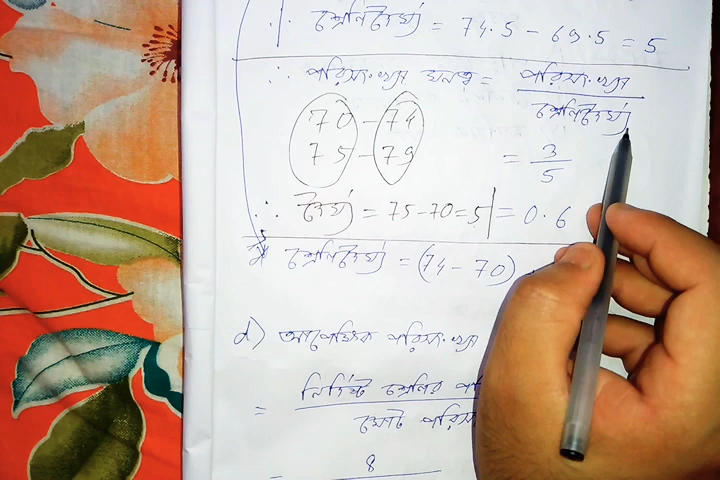 ∴ শ্রেণিদৈর্ঘ্য = 74.5 - 69.5 = 5
∴ পরিসংখ্যা ঘনত্ব = পরিসংখ্যা / শ্রেণিদৈর্ঘ্য
70 - 74
75 - 79
= 3/5
∴ দৈর্ঘ্য = 75-70=5 = 0.6
শ্রেণিদৈর্ঘ্য = (74 - 70)
d) আপেক্ষিক পরিসংখ্যা
= নির্দিষ্ট শ্রেণির / মোট
= 8